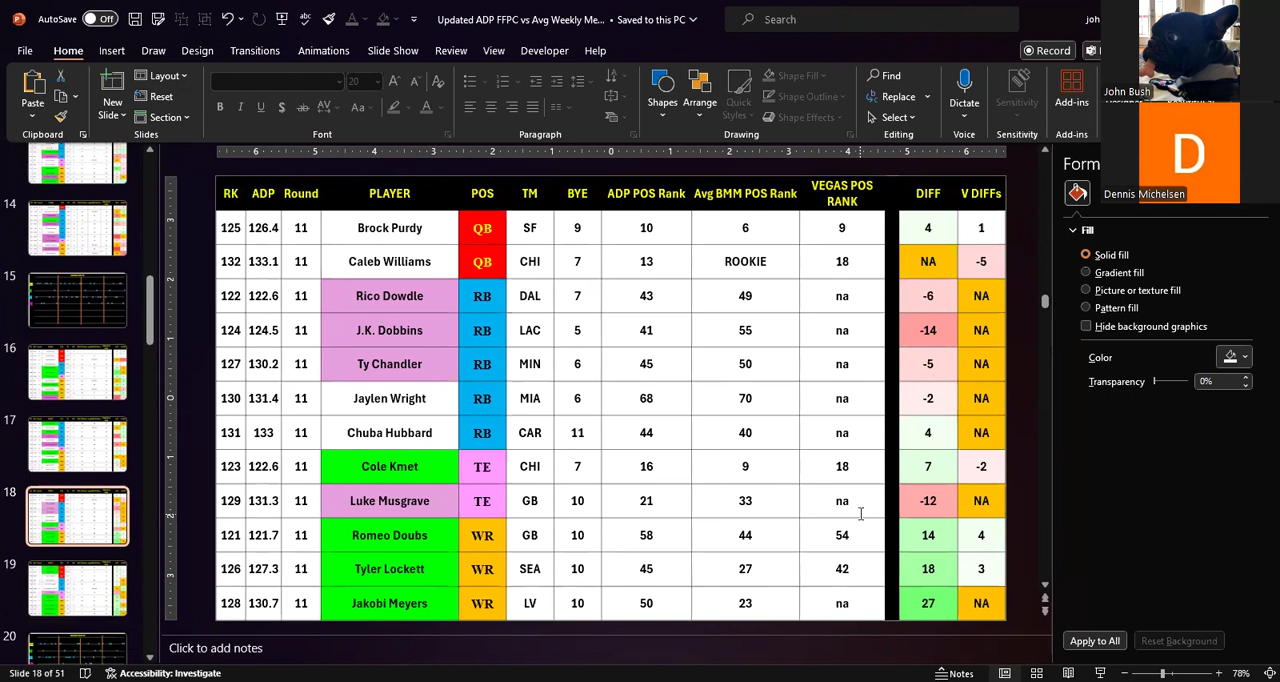 AutoSave Off Updated ADP FFPC vs Avg Weekly Me... • Saved to this PC Search
File Home Insert Draw Design Transitions Animations Slide Show Review View Developer Help Record
Paste New Slide Layout Reset Section 20 Shapes Arrange Quick Styles Shape Fill Shape Outline Shape Effects Find Replace Select Dictate Sensitivity Add-ins
Clipboard Slides Font Paragraph Drawing Editing Voice Sensitivity Add-ins
John Bush
D
Dennis Michelsen
RK ADP Round PLAYER POS TM BYE ADP POS Rank Avg BMM POS Rank VEGAS POS RANK DIFF V DIFFs
125 126.4 11 Brock Purdy QB SF 9 10 6 9 4 1
132 133.1 11 Caleb Williams QB CHI 7 13 ROOKIE 18 NA -5
122 122.6 11 Rico Dowdle RB DAL 7 43 49 na -6 NA
124 124.5 11 J.K. Dobbins RB LAC 5 41 55 na -14 NA
127 130.2 11 Ty Chandler RB MIN 6 45 50 na -5 NA
130 131.4 11 Jaylen Wright RB MIA 6 68 70 na -2 NA
131 133 11 Chuba Hubbard RB CAR 11 44 40 na 4 NA
123 122.6 11 Cole Kmet TE CHI 7 16 9 18 7 -2
129 131.3 11 Luke Musgrave TE GB 10 21 33 na -12 NA
121 121.7 11 Romeo Doubs WR GB 10 58 44 54 14 4
126 127.3 11 Tyler Lockett WR SEA 10 45 27 42 18 3
128 130.7 11 Jakobi Meyers WR LV 10 50 23 na 27 NA
14
15
16
17
18
19
20
Form
Fill
Solid fill
Gradient fill
Picture or texture fill
Pattern fill
Hide background graphics
Color
Transparency 0%
Apply to All Reset Background
Click to add notes
Slide 18 of 51 Accessibility: Investigate Notes 78%